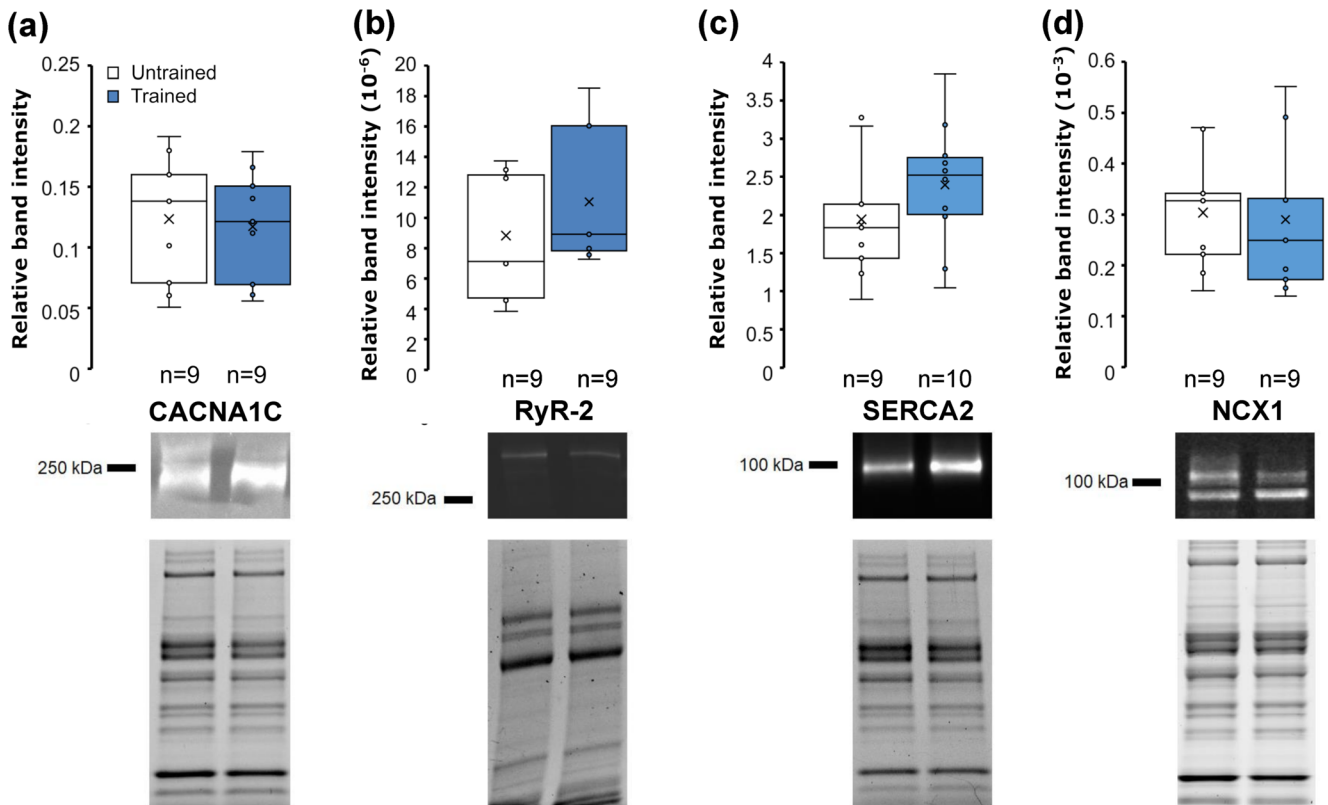 (a)
Relative band intensity
0.25
0.2
0.15
0.1
0.05
0
Untrained
Trained
n=9 n=9
CACNA1C
250 kDa
(b)
Relative band intensity (10-6)
20
18
16
14
12
10
8
6
4
2
0
n=9 n=9
RyR-2
250 kDa
(c)
Relative band intensity
4
3.5
3
2.5
2
1.5
1
0.5
0
n=9 n=10
SERCA2
100 kDa
(d)
Relative band intensity (10-3)
0.6
0.5
0.4
0.3
0.2
0.1
0
n=9 n=9
NCX1
100 kDa